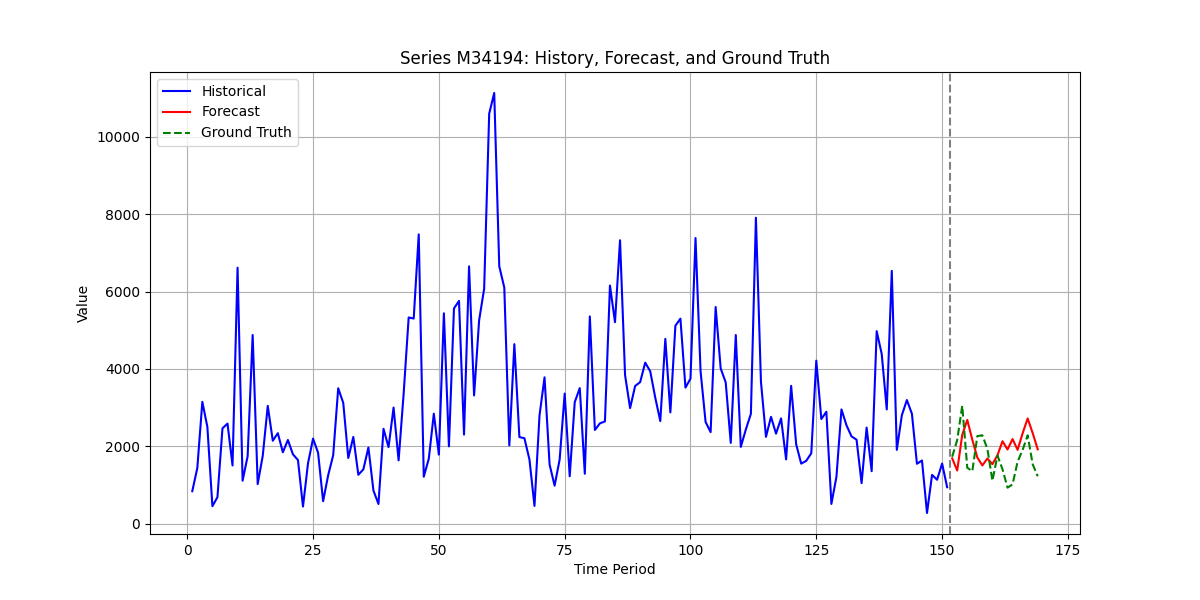 Series M34194: History, Forecast, and Ground Truth
Historical
Forecast
Ground Truth
10000
8000
6000
4000
2000
0
Value
0 25 50 75 100 125 150 175
Time Period